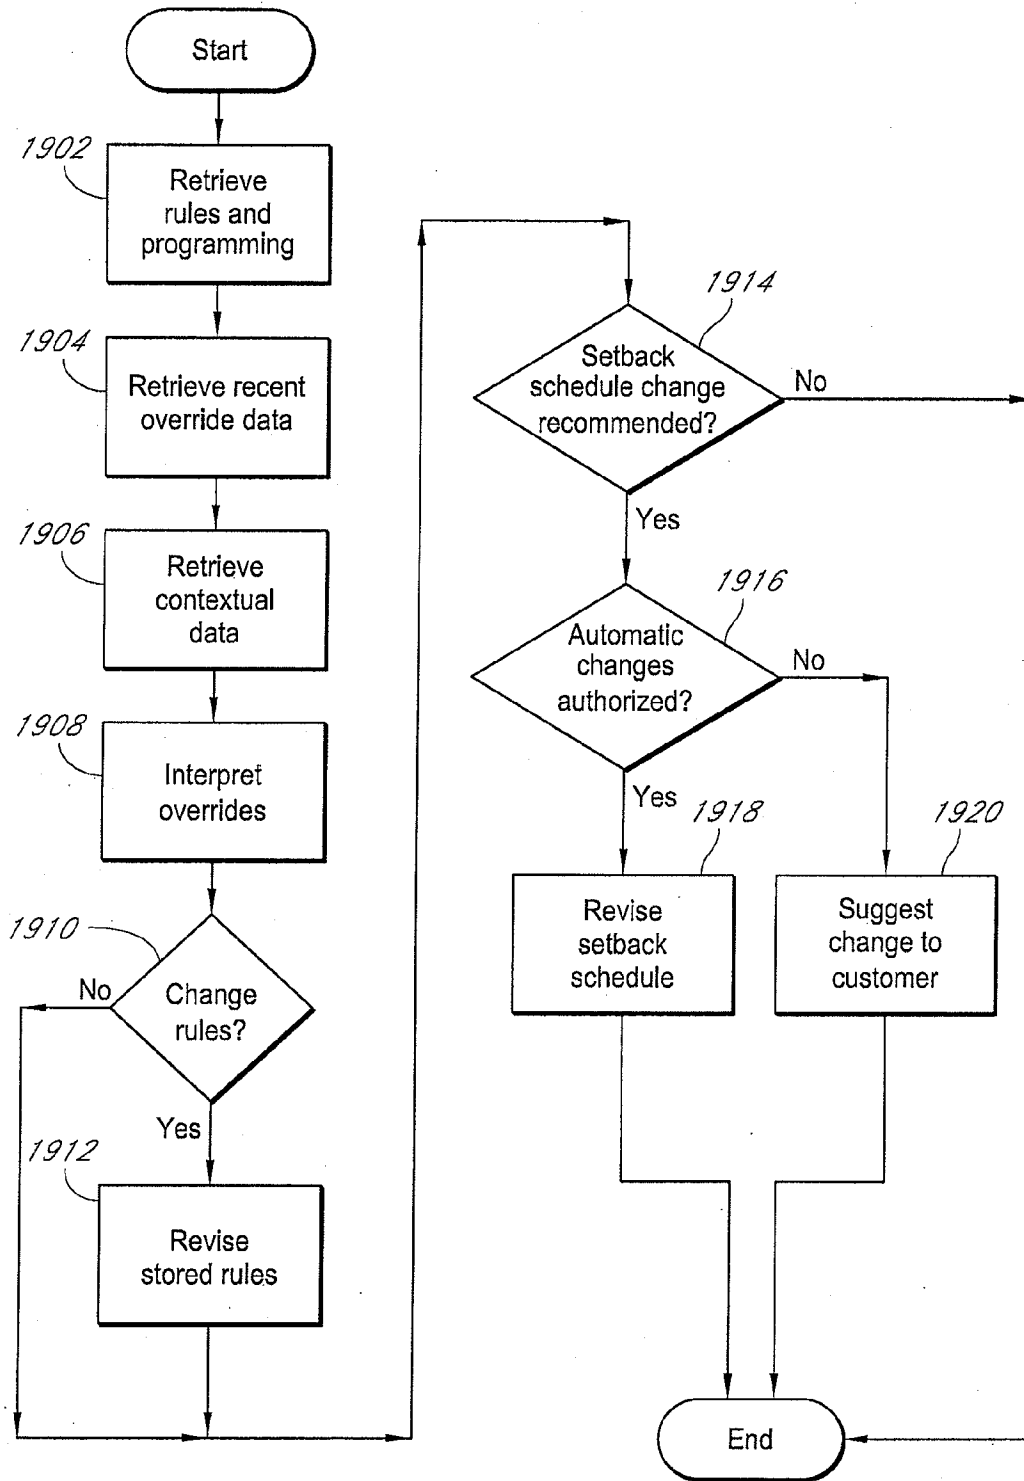 Start
1902
Retrieve
rules and
programming
1904
Retrieve recent
override data
1906
Retrieve
contextual
data
1908
Interpret
overrides
1910
No
Change
rules?
Yes
1912
Revise
stored rules
1914
Setback
schedule change
recommended?
No
Yes
1916
Automatic
changes
authorized?
No
Yes
1918
Revise
setback
schedule
1920
Suggest
change to
customer
End